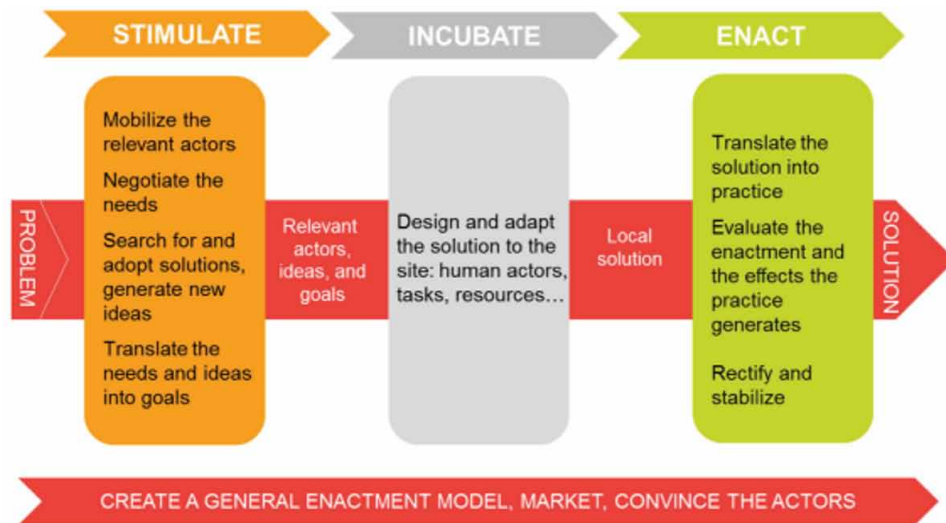 STIMULATE
INCUBATE
ENACT
PROBLEM
Mobilize the
relevant actors
Negotiate the
needs
Search for and
adopt solutions,
generate new
ideas
Translate the
needs and ideas
into goals
Relevant
actors,
ideas, and
goals
Design and adapt
the solution to the
site: human actors,
tasks, resources…
Local
solution
Translate the
solution into
practice
Evaluate the
enactment and
the effects the
practice
generates
Rectify and
stabilize
SOLUTION
CREATE A GENERAL ENACTMENT MODEL, MARKET, CONVINCE THE ACTORS